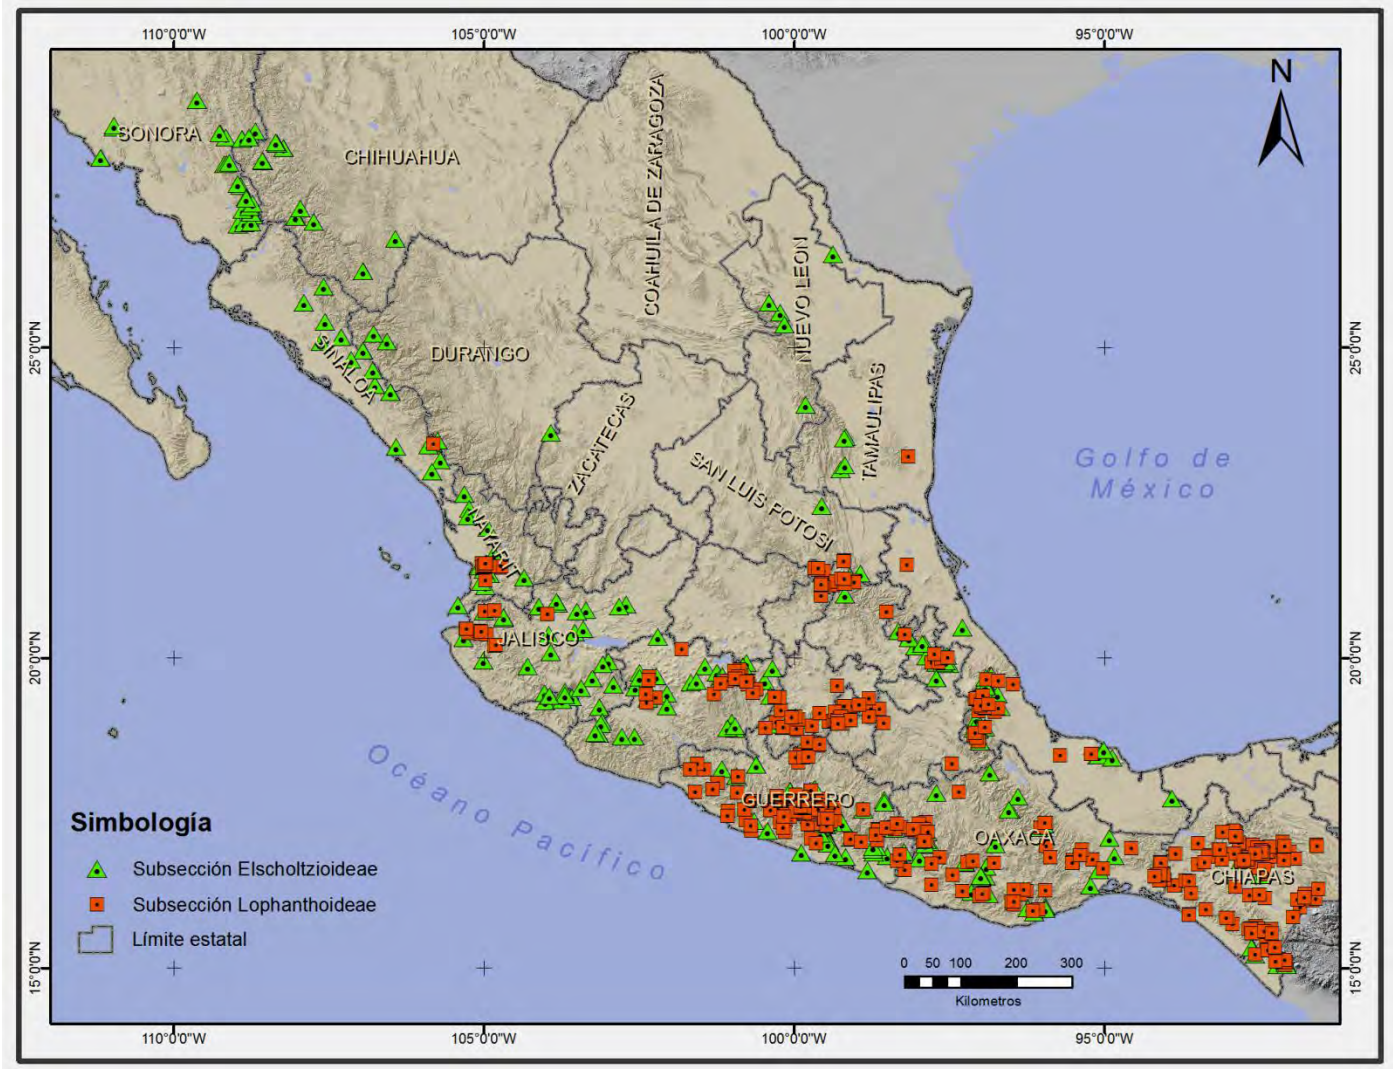 110°0'0"W 105°0'0"W 100°0'0"W 95°0'0"W
N
SONORA
CHIHUAHUA
COAHUILA DE ZARAGOZA
NUEVO LEON
25°0'0"N
25°0'0"N
SINALOA
DURANGO
TAMAULIPAS
ZACATECAS
SAN LUIS POTOSI
Golfo de
México
NAYARIT
JALISCO
20°0'0"N
20°0'0"N
Océano Pacífico
GUERRERO
OAXACA
CHIAPAS
Simbología
Subsección Elscholtzioideae
Subsección Lophanthoideae
Límite estatal
15°0'0"N
15°0'0"N
0 50 100 200 300
Kilometros
110°0'0"W 105°0'0"W 100°0'0"W 95°0'0"W